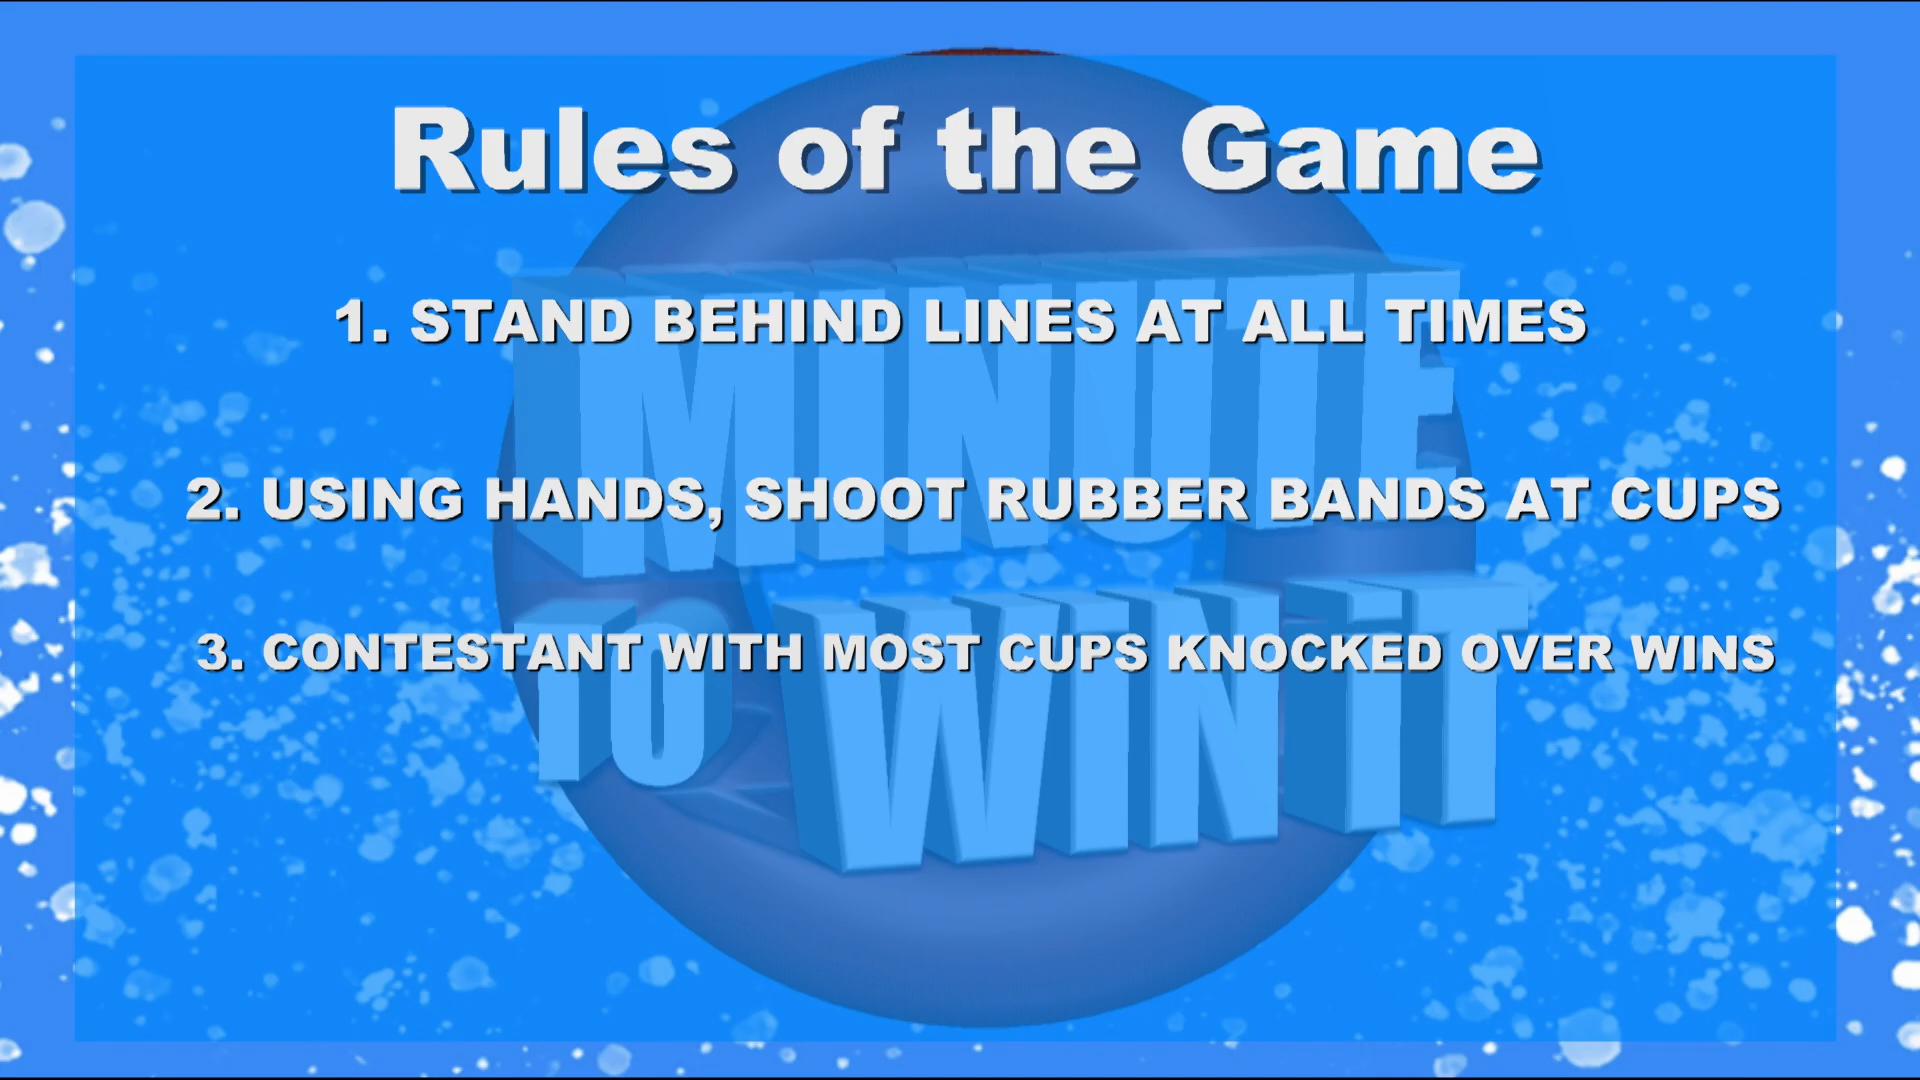 Rules of the Game
1. STAND BEHIND LINES AT ALL TIMES
2. USING HANDS, SHOOT RUBBER BANDS AT CUPS
3. CONTESTANT WITH MOST CUPS KNOCKED OVER WINS
MINUTE
TO WIN iT